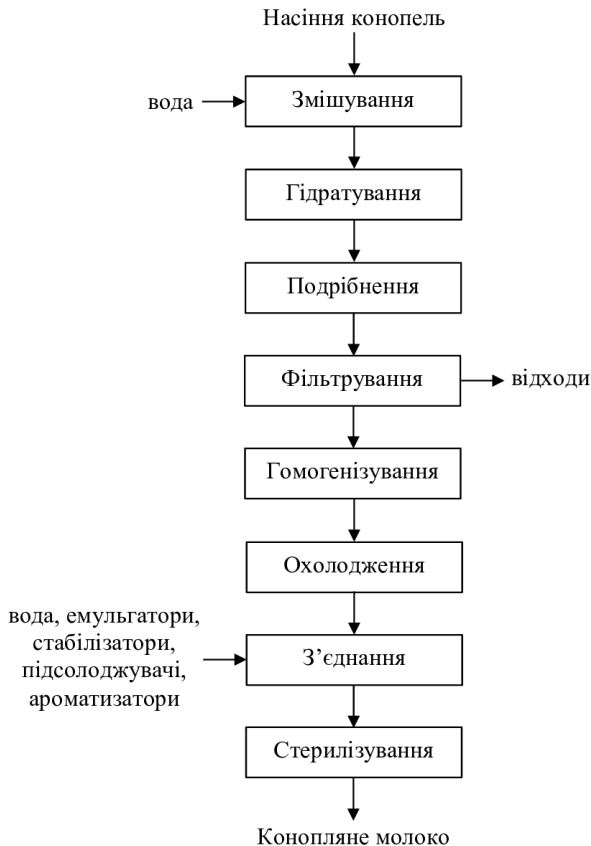 Насіння конопель
вода
Змішування
Гідратування
Подрібнення
Фільтрування
відходи
Гомогенізування
Охолодження
вода, емульгатори,
стабілізатори,
підсолоджувачі,
ароматизатори
З’єднання
Стерилізування
Конопляне молоко